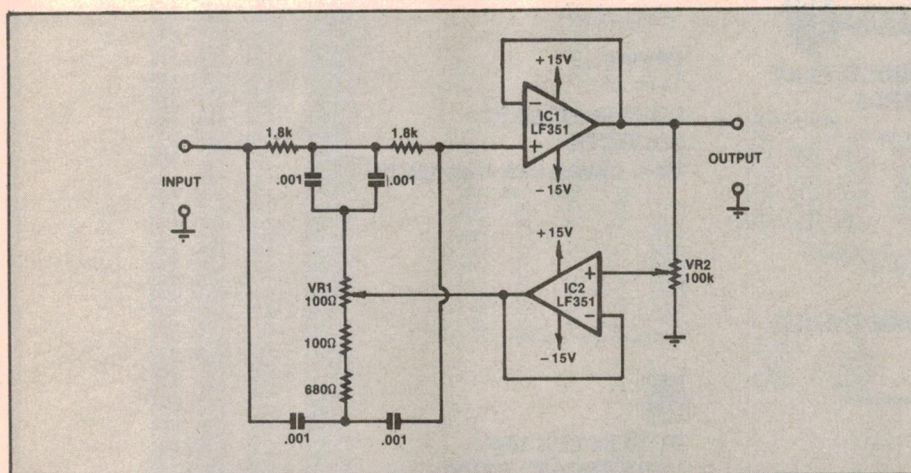 +15V
IC1
LF351
-15V
1.8k
1.8k
INPUT
.001
.001
OUTPUT
+15V
VR1
100Ω
IC2
LF351
VR2
100k
-15V
100Ω
680Ω
.001
.001
+
−
+
−